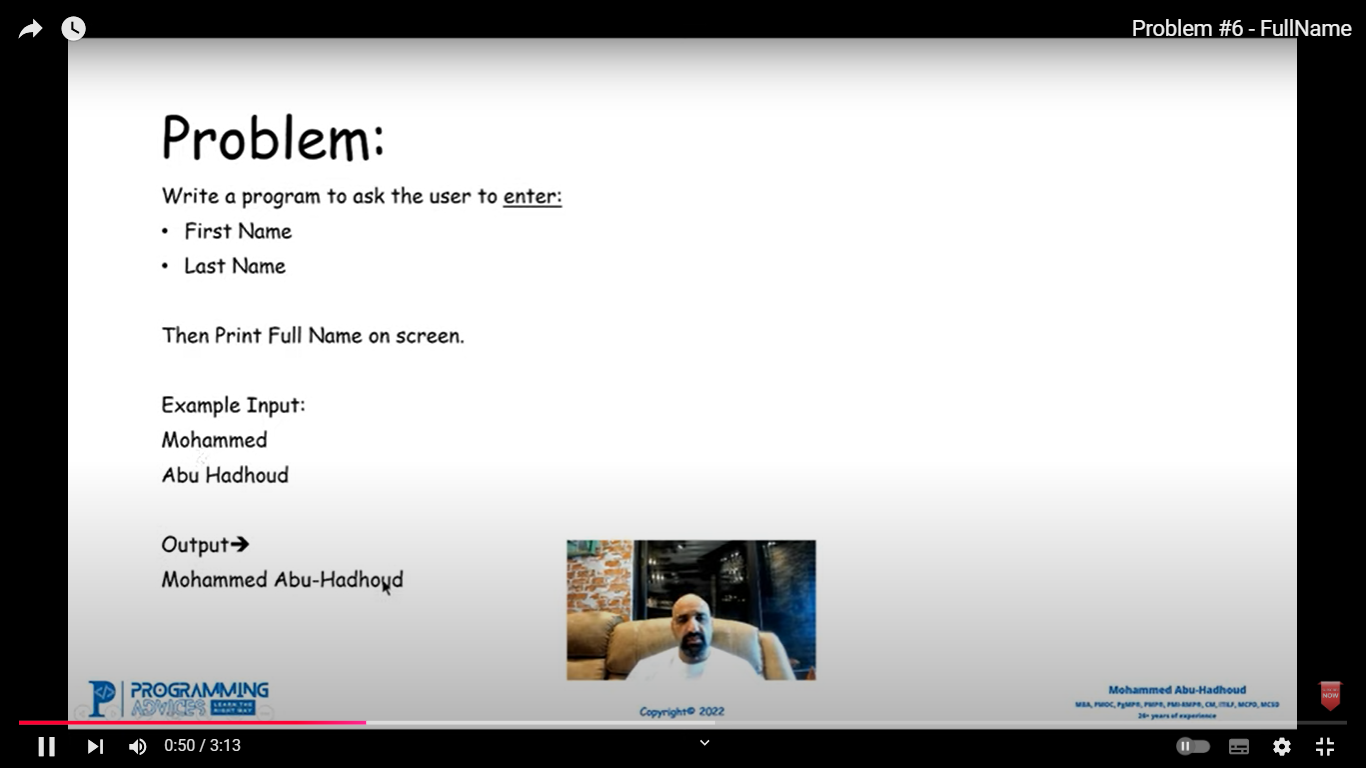 Problem #6 - FullName
Problem:
Write a program to ask the user to enter:
• First Name
• Last Name
Then Print Full Name on screen.
Example Input:
Mohammed
Abu Hadhoud
Output➔
Mohammed Abu-Hadhoud
PROGRAMMING
ADVICES LEARN THE RIGHT WAY
Copyright© 2022
Mohammed Abu-Hadhoud
MBA, PMOC, PgMP®, PMP®, PMI-RMP®, CM, ITILF, MCPD, MCSD
26+ years of experience
NOW
0:50 / 3:13